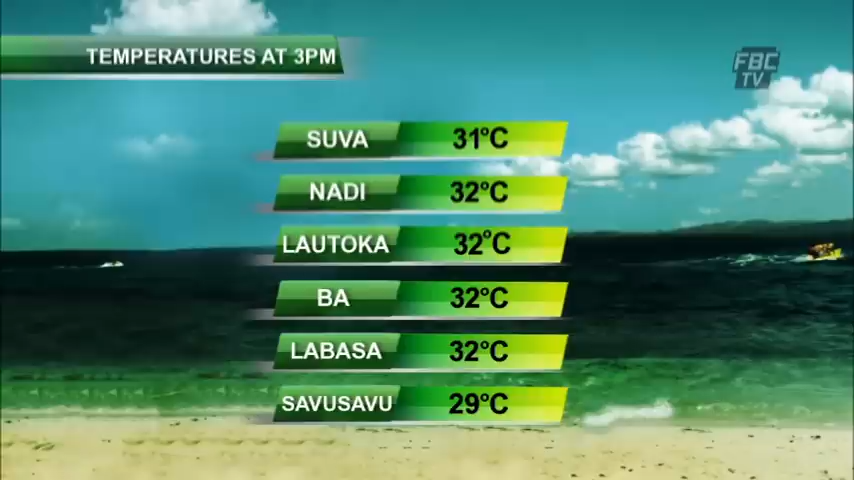 TEMPERATURES AT 3PM
FBC
TV
SUVA 31°C
NADI 32°C
LAUTOKA 32°C
BA 32°C
LABASA 32°C
SAVUSAVU 29°C